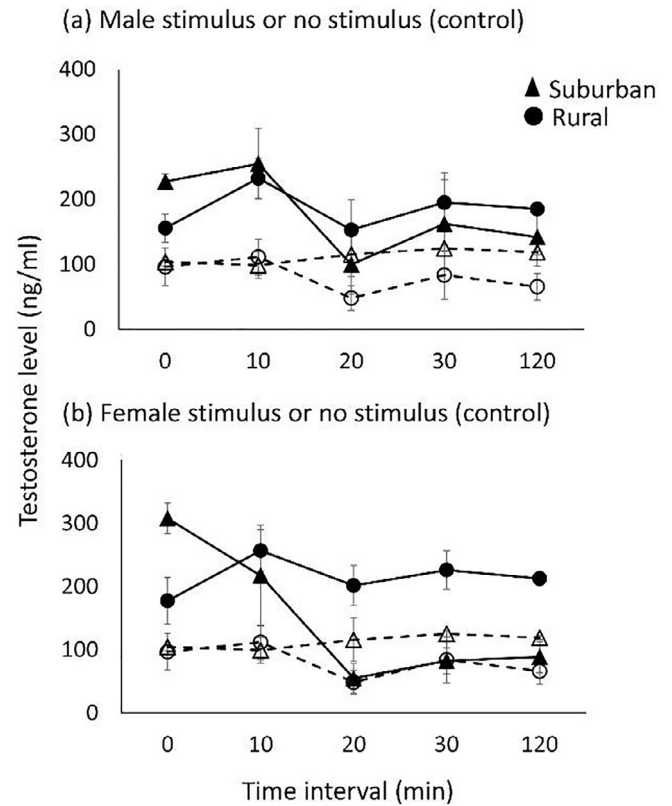 (a) Male stimulus or no stimulus (control)
400
Suburban
Rural
300
200
100
0
0 10 20 30 120
(b) Female stimulus or no stimulus (control)
400
300
200
100
0
0 10 20 30 120
Testosterone level (ng/ml)
Time interval (min)